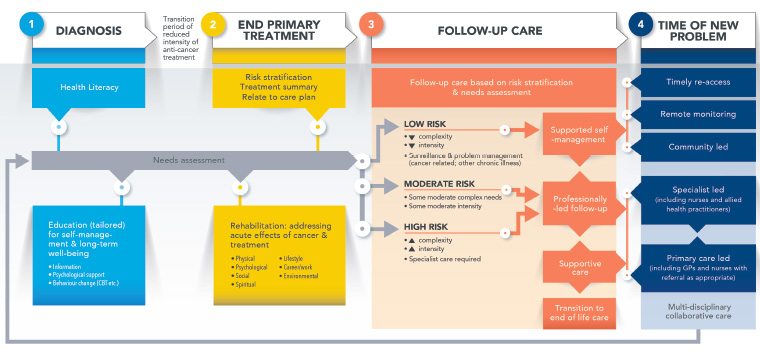 1
DIAGNOSIS
Transition
period of
reduced
intensity of
anti-cancer
treatment
2
END PRIMARY
TREATMENT
3
FOLLOW-UP CARE
4
TIME OF NEW
PROBLEM
Health Literacy
Risk stratification
Treatment summary
Relate to care plan
Follow-up care based on risk stratification
& needs assessment
Timely re-access
Remote monitoring
Community led
Needs assessment
LOW RISK
• ▼ complexity
• ▼ intensity
• Surveillance & problem management
(cancer related; other chronic illness)
Supported self
-management
MODERATE RISK
• Some moderate complex needs
• Some moderate intensity
Professionally
-led follow-up
HIGH RISK
• ▲ complexity
• ▲ intensity
• Specialist care required
Supportive
care
Transition to
end of life care
Specialist led
(including nurses and allied
health practitioners)
Primary care led
(including GPs and nurses with
referral as appropriate)
Multi-disciplinary
collaborative care
Education (tailored)
for self-manage-
ment & long-term
well-being
• Information
• Psychological support
• Behaviour change (CBT etc.)
Rehabilitation: addressing
acute effects of cancer &
treatment
• Physical
• Psychological
• Social
• Spiritual
• Lifestyle
• Career/work
• Environmental